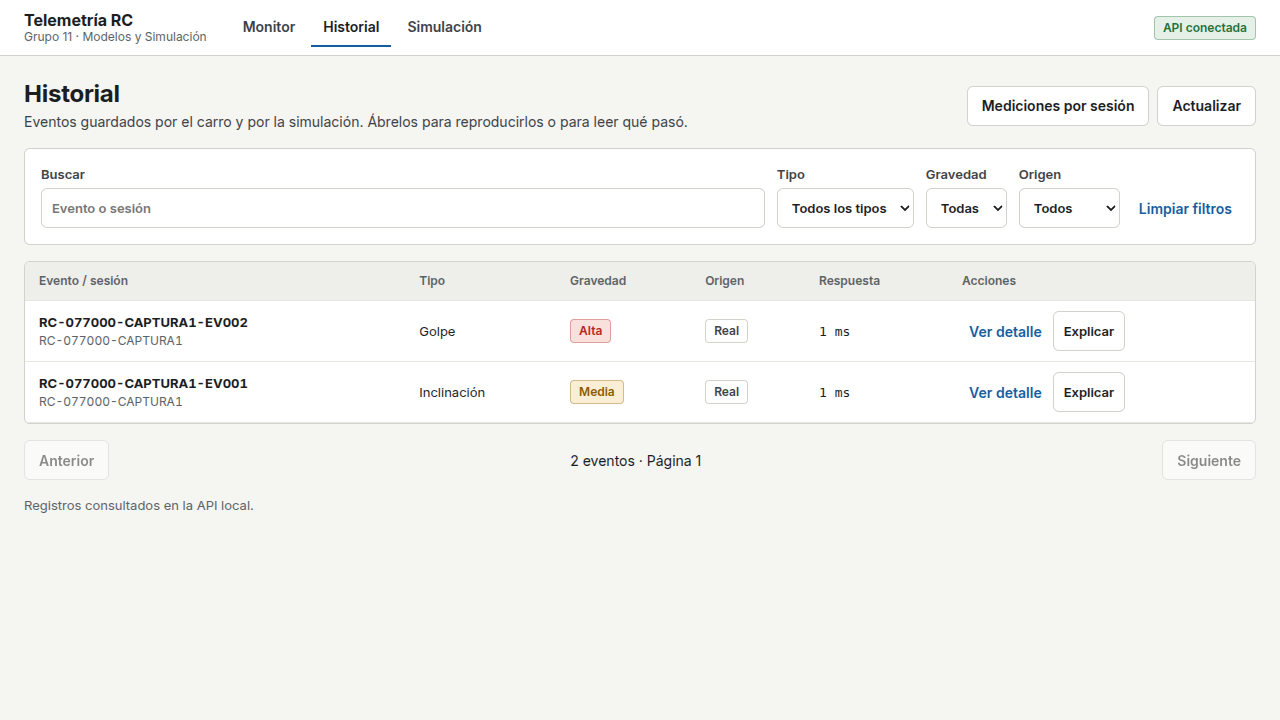 Telemetría RC
Grupo 11 · Modelos y Simulación
Monitor
Historial
Simulación
API conectada
Historial
Eventos guardados por el carro y por la simulación. Ábrelos para reproducirlos o para leer qué pasó.
Mediciones por sesión
Actualizar
Buscar
Tipo
Gravedad
Origen
Evento o sesión
Todos los tipos
Todas
Todos
Limpiar filtros
Evento / sesión
Tipo
Gravedad
Origen
Respuesta
Acciones
RC-077000-CAPTURA1-EV002
RC-077000-CAPTURA1
Golpe
Alta
Real
1 ms
Ver detalle
Explicar
RC-077000-CAPTURA1-EV001
RC-077000-CAPTURA1
Inclinación
Media
Real
1 ms
Ver detalle
Explicar
Anterior
2 eventos · Página 1
Siguiente
Registros consultados en la API local.